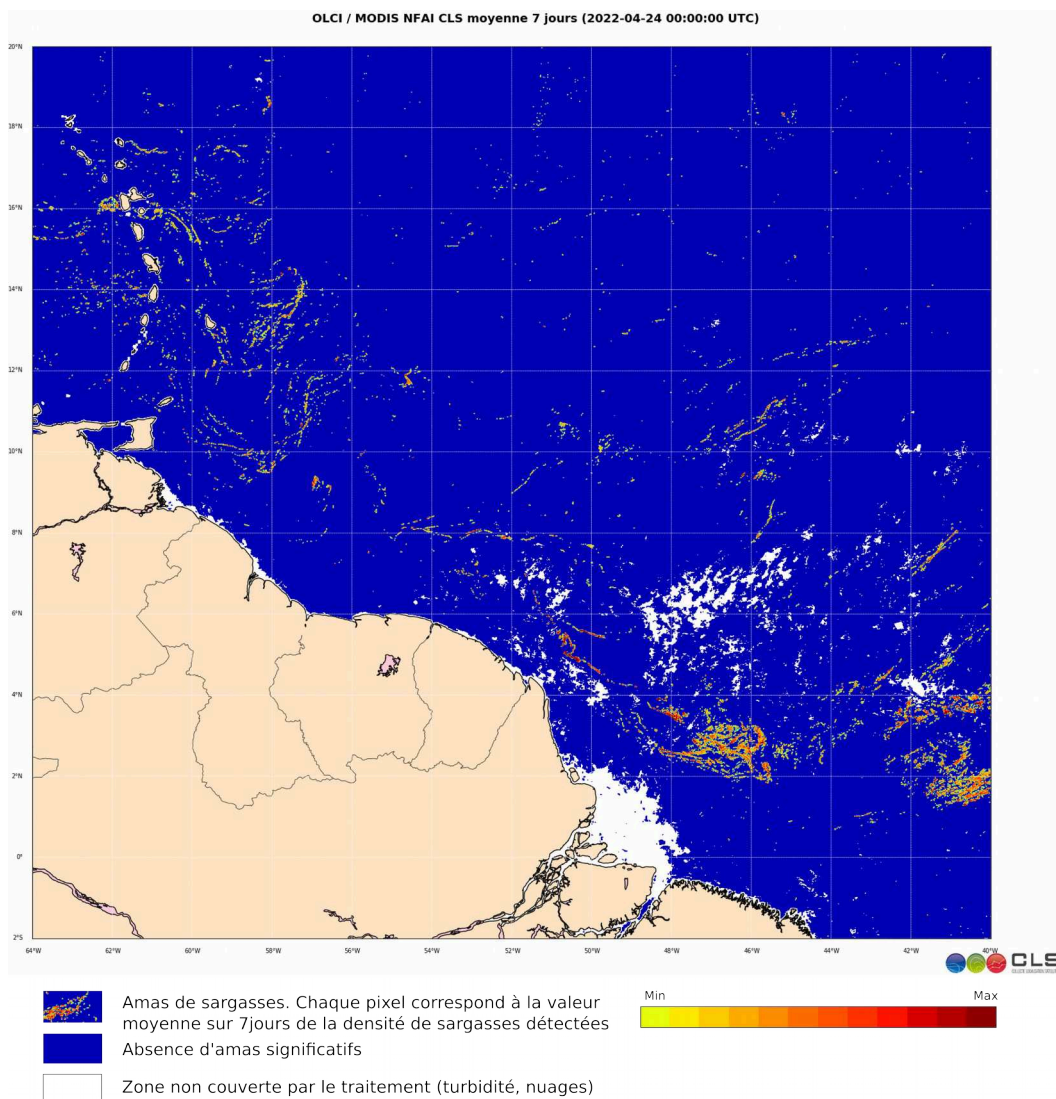 OLCI / MODIS NFAI CLS moyenne 7 jours (2022-04-24 00:00:00 UTC)
20°N
18°N
16°N
14°N
12°N
10°N
8°N
6°N
4°N
2°N
0°
2°S
64°W 62°W 60°W 58°W 56°W 54°W 52°W 50°W 48°W 46°W 44°W 42°W 40°W
CLS
Amas de sargasses. Chaque pixel correspond à la valeur
moyenne sur 7jours de la densité de sargasses détectées
Min Max
Absence d'amas significatifs
Zone non couverte par le traitement (turbidité, nuages)